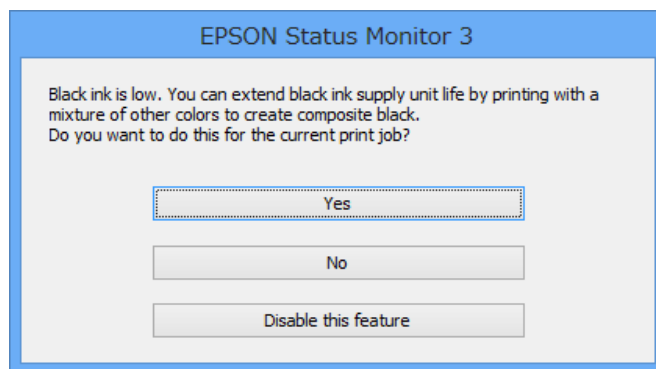 EPSON Status Monitor 3
Black ink is low. You can extend black ink supply unit life by printing with a
mixture of other colors to create composite black.
Do you want to do this for the current print job?
Yes
No
Disable this feature